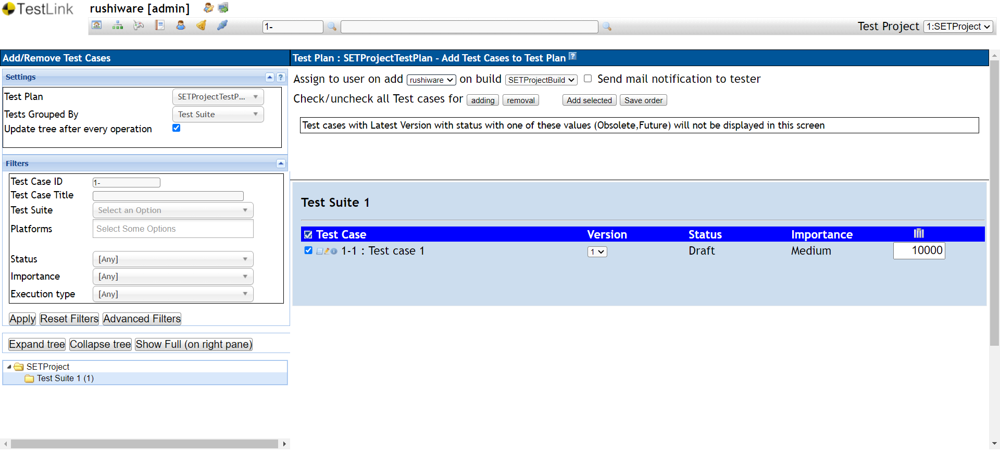 TestLink
rushiware [admin]
1-
Test Project 1:SETProject
Add/Remove Test Cases
Settings
?
Test Plan SETProjectTestP...
Tests Grouped By Test Suite
Update tree after every operation
Filters
Test Case ID 1-
Test Case Title
Test Suite Select an Option
Platforms Select Some Options
Status [Any]
Importance [Any]
Execution type [Any]
Apply Reset Filters Advanced Filters
Expand tree Collapse tree Show Full (on right pane)
SETProject
Test Suite 1 (1)
Test Plan : SETProjectTestPlan - Add Test Cases to Test Plan ?
Assign to user on add rushiware on build SETProjectBuild Send mail notification to tester
Check/uncheck all Test cases for adding removal Add selected Save order
Test cases with Latest Version with status with one of these values (Obsolete,Future) will not be displayed in this screen
Test Suite 1
Test Case Version Status Importance
1-1 : Test case 1 1 Draft Medium 10000